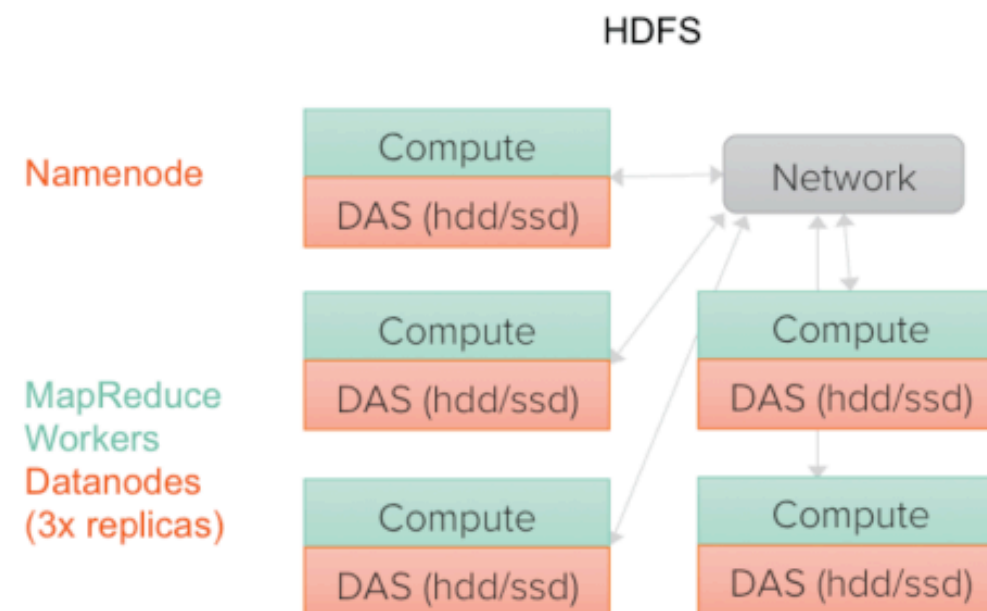 HDFS
Namenode
Compute
DAS (hdd/ssd)
Network
MapReduce
Workers
Datanodes
(3x replicas)
Compute
DAS (hdd/ssd)
Compute
DAS (hdd/ssd)
Compute
DAS (hdd/ssd)
Compute
DAS (hdd/ssd)